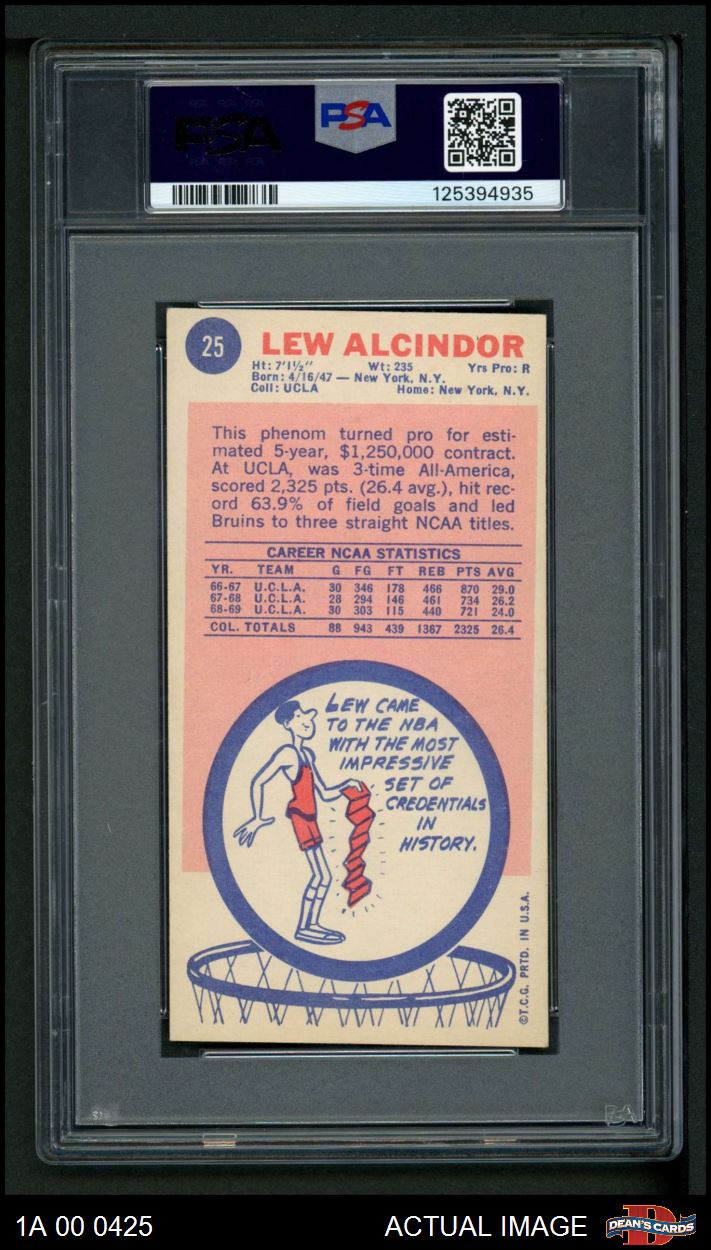 PSA PSA PSA
PSA
PSA PSA PSA
PSA
125394935
25
LEW ALCINDOR
Ht: 7'1½" Wt: 235 Yrs Pro: R
Born: 4/16/47 — New York, N.Y.
Coll: UCLA Home: New York, N.Y.
This phenom turned pro for esti-
mated 5-year, $1,250,000 contract.
At UCLA, was 3-time All-America,
scored 2,325 pts. (26.4 avg.), hit rec-
ord 63.9% of field goals and led
Bruins to three straight NCAA titles.
CAREER NCAA STATISTICS
YR. TEAM G FG FT REB PTS AVG
66-67 U.C.L.A. 30 346 178 466 870 29.0
67-68 U.C.L.A. 28 294 146 461 734 26.2
68-69 U.C.L.A. 30 303 115 440 721 24.0
COL. TOTALS 88 943 439 1367 2325 26.4
LEW CAME
TO THE NBA
WITH THE MOST
IMPRESSIVE
SET OF
CREDENTIALS
IN
HISTORY.
©T.C.G. PRTD. IN U.S.A.
1A 00 0425
ACTUAL IMAGE
D
DEAN'S CARDS